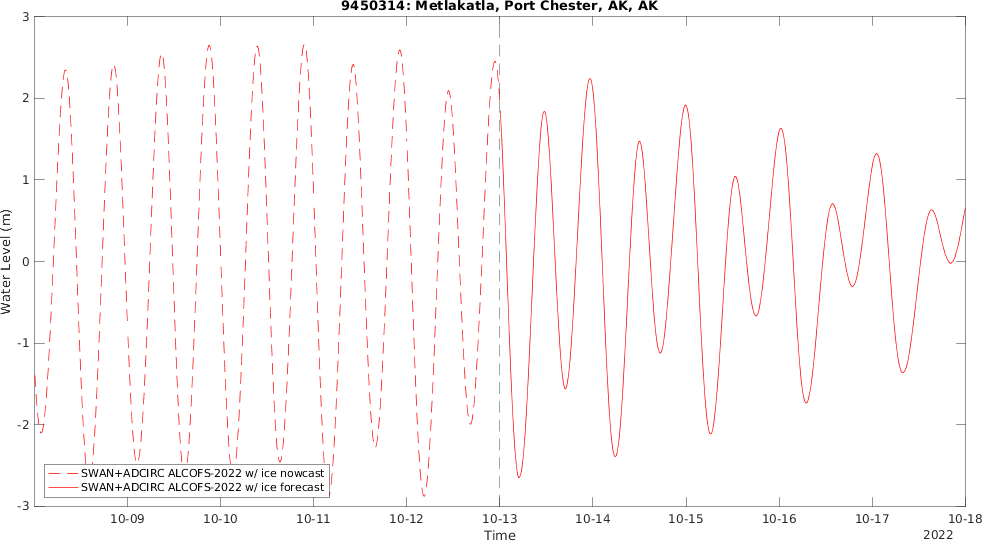 9450314: Metlakatla, Port Chester, AK, AK
3
2
1
0
-1
-2
-3
Water Level (m)
SWAN+ADCIRC ALCOFS-2022 w/ ice nowcast
SWAN+ADCIRC ALCOFS-2022 w/ ice forecast
10-09 10-10 10-11 10-12 10-13 10-14 10-15 10-16 10-17 10-18
Time
2022